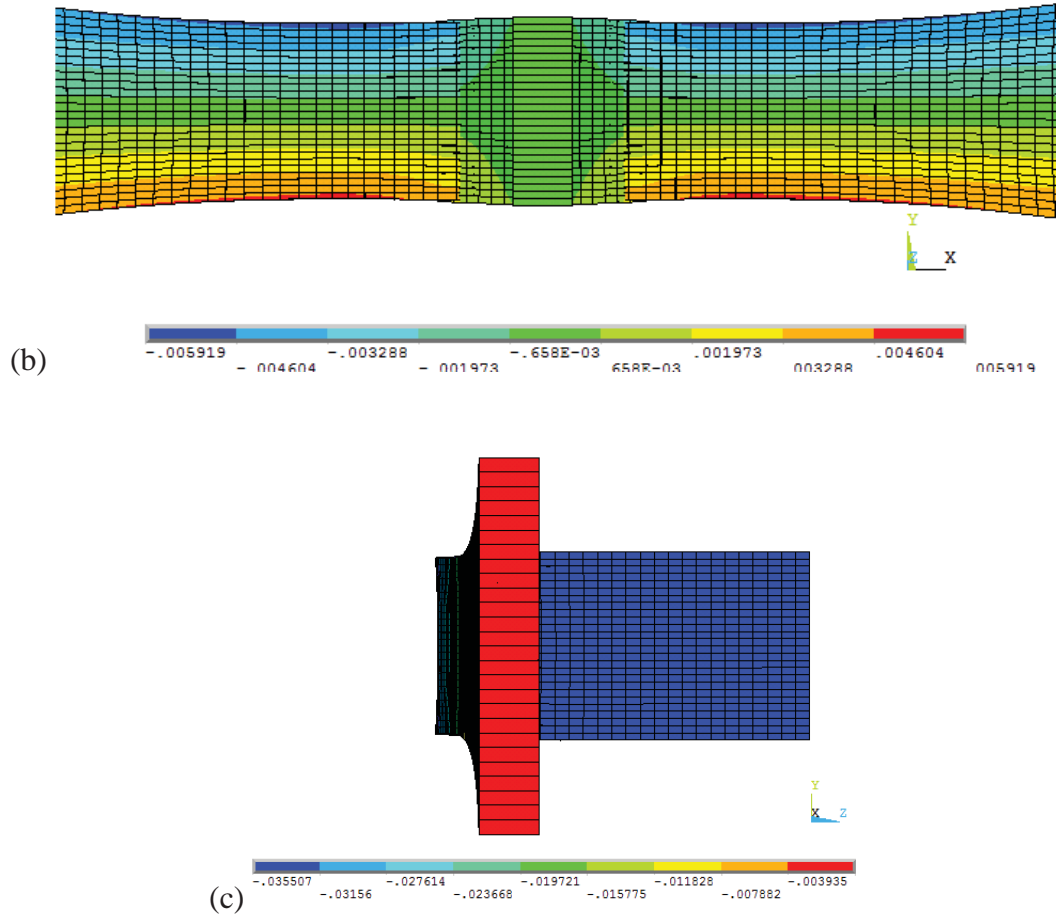 Y
Z X
-.005919 -.003288 -.658E-03 .001973 .004604
(b)
-.004604 -.001973 .658E-03 .003288 .005919
Y
X Z
-.035507 -.027614 -.019721 -.011828 -.003935
-.03156 -.023668 -.015775 -.007882
(c)